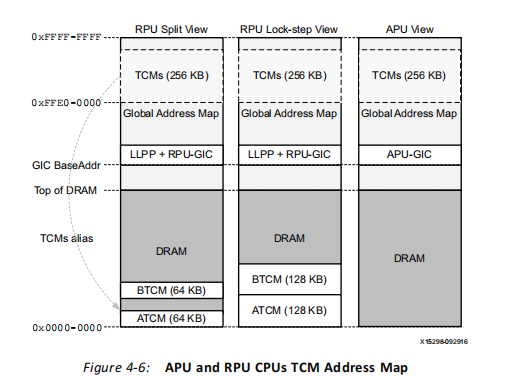 RPU Split View RPU Lock-step View APU View
0xFFFF-FFFF
TCMs (256 KB) TCMs (256 KB) TCMs (256 KB)
0xFFE0-0000
Global Address Map Global Address Map Global Address Map
LLPP + RPU-GIC LLPP + RPU-GIC APU-GIC
GIC BaseAddr
Top of DRAM
TCMs alias
DRAM DRAM DRAM
BTCM (64 KB) BTCM (128 KB)
ATCM (64 KB) ATCM (128 KB)
0x0000-0000
X15298-092916
Figure 4-6: APU and RPU CPUs TCM Address Map